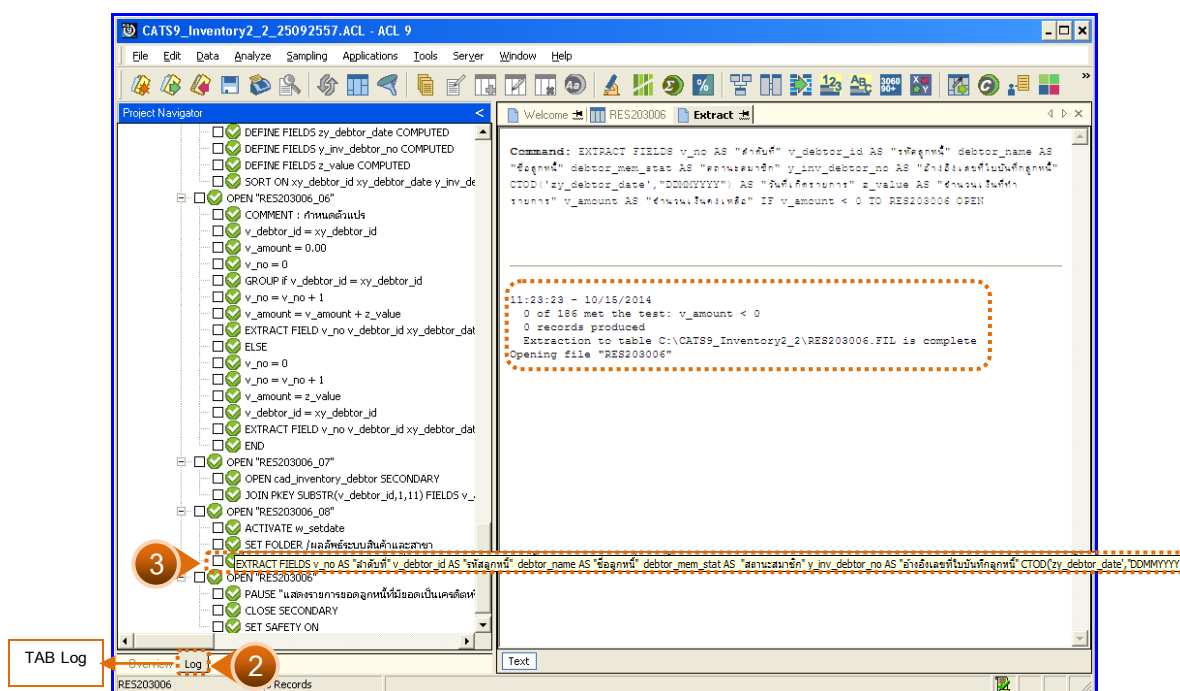 CATS9_Inventory2_2_25092557.ACL - ACL 9
File Edit Data Analyze Sampling Applications Tools Server Window Help
Project Navigator
DEFINE FIELDS zy_debtor_date COMPUTED
DEFINE FIELDS y_inv_debtor_no COMPUTED
DEFINE FIELDS z_value COMPUTED
SORT ON xy_debtor_id xy_debtor_date y_inv_de
OPEN "RES203006_06"
COMMENT : กำหนดตัวแปร
v_debtor_id = xy_debtor_id
v_amount = 0.00
v_no = 0
GROUP if v_debtor_id = xy_debtor_id
v_no = v_no + 1
v_amount = v_amount + z_value
EXTRACT FIELD v_no v_debtor_id xy_debtor_dat
ELSE
v_no = 0
v_no = v_no + 1
v_amount = z_value
v_debtor_id = xy_debtor_id
EXTRACT FIELD v_no v_debtor_id xy_debtor_dat
END
OPEN "RES203006_07"
OPEN cad_inventory_debtor SECONDARY
JOIN PKEY SUBSTR(v_debtor_id,1,11) FIELDS v_
OPEN "RES203006_08"
ACTIVATE w_setdate
SET FOLDER /ผลลัพธ์ระบบสินค้าและสาขา
3
EXTRACT FIELDS v_no AS "ลำดับที่" v_debtor_id AS "รหัสลูกหนี้" debtor_name AS "ชื่อลูกหนี้" debtor_mem_stat AS "สถานะสมาชิก" y_inv_debtor_no AS "อ้างอิงเลขที่ใบบันทึกลูกหนี้" CTOD('zy_debtor_date',"DDMMYYYY
OPEN "RES203006"
PAUSE "แสดงรายการยอดลูกหนี้ที่มียอดเป็นเครดิตห
CLOSE SECONDARY
SET SAFETY ON
Overview Log
2
TAB Log
RES203006 Records
Welcome RES203006 Extract
Command: EXTRACT FIELDS v_no AS "ลำดับที่" v_debtor_id AS "รหัสลูกหนี้" debtor_name AS
"ชื่อลูกหนี้" debtor_mem_stat AS "สถานะสมาชิก" y_inv_debtor_no AS "อ้างอิงเลขที่ใบบันทึกลูกหนี้"
CTOD('zy_debtor_date',"DDMMYYYY") AS "วันที่เกิดรายการ" z_value AS "จำนวนเงินที่ทำ
รายการ" v_amount AS "จำนวนเงินคงเหลือ" IF v_amount < 0 TO RES203006 OPEN
11:23:23 - 10/15/2014
0 of 186 met the test: v_amount < 0
0 records produced
Extraction to table C:\CATS9_Inventory2_2\RES203006.FIL is complete
Opening file "RES203006"
Text